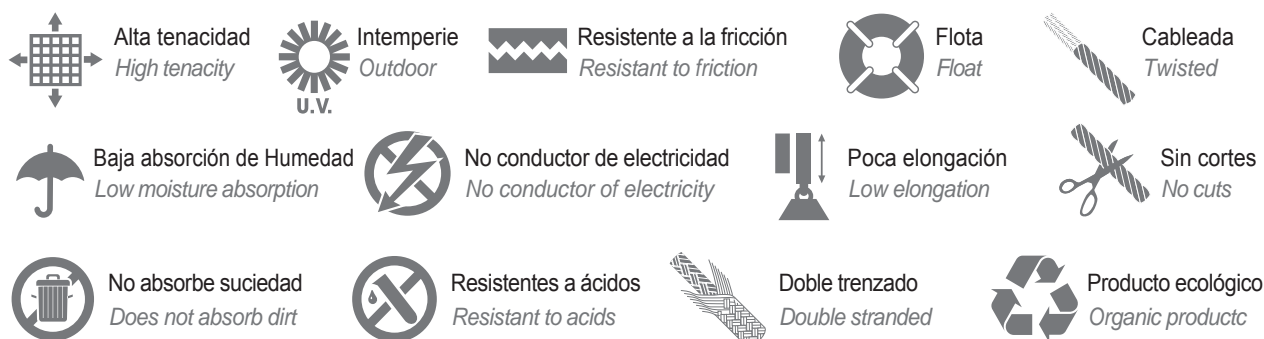 Alta tenacidad
High tenacity
U.V.
Intemperie
Outdoor
Resistente a la fricción
Resistant to friction
Flota
Float
Cableada
Twisted
Baja absorción de Humedad
Low moisture absorption
No conductor de electricidad
No conductor of electricity
Poca elongación
Low elongation
Sin cortes
No cuts
No absorbe suciedad
Does not absorb dirt
Resistentes a ácidos
Resistant to acids
Doble trenzado
Double stranded
Producto ecológico
Organic productc